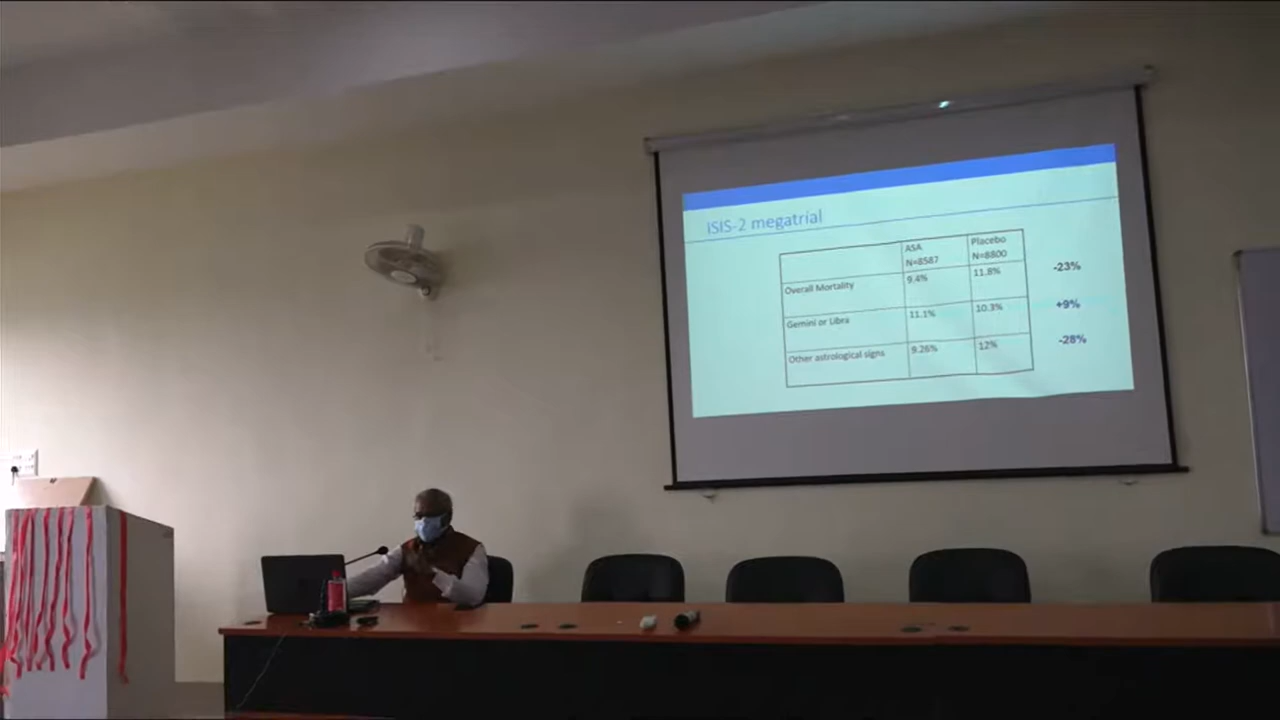 ISIS-2 megatrial
ASA
N=8587
Placebo
N=8800
Overall Mortality
9.4%
11.8%
-23%
Gemini or Libra
11.1%
10.3%
+9%
Other astrological signs
9.26%
12%
-28%